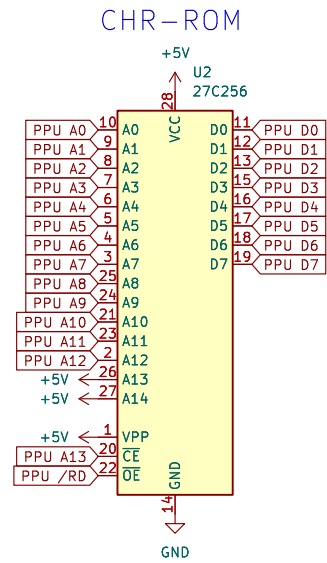 CHR-ROM
+5V
U2
27C256
28
VCC
PPU A0 10 A0 D0 11 PPU D0
PPU A1 9 A1 D1 12 PPU D1
PPU A2 8 A2 D2 13 PPU D2
PPU A3 7 A3 D3 15 PPU D3
PPU A4 6 A4 D4 16 PPU D4
PPU A5 5 A5 D5 17 PPU D5
PPU A6 4 A6 D6 18 PPU D6
PPU A7 3 A7 D7 19 PPU D7
PPU A8 25 A8
PPU A9 24 A9
PPU A10 21 A10
PPU A11 23 A11
PPU A12 2 A12
+5V 26 A13
+5V 27 A14
+5V 1 VPP
PPU A13 20 CE
PPU /RD 22 OE
GND
14
GND